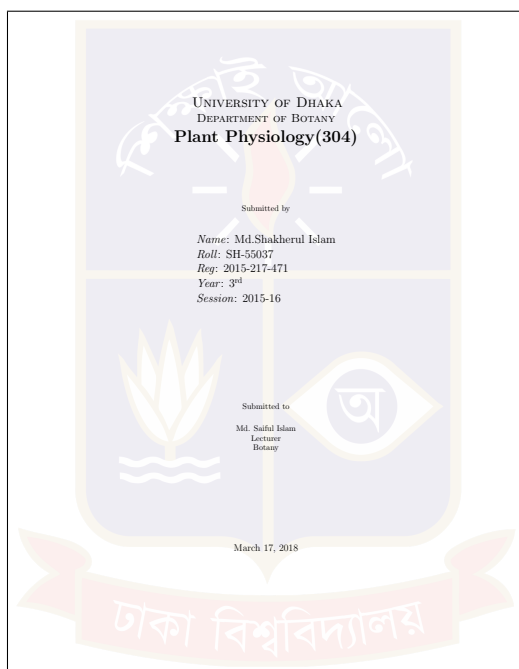 শিক্ষাই আলো
UNIVERSITY OF DHAKA
DEPARTMENT OF BOTANY
Plant Physiology(304)
Submitted by
Name: Md.Shakherul Islam
Roll: SH-55037
Reg: 2015-217-471
Year: 3rd
Session: 2015-16
অ
Submitted to
Md. Saiful Islam
Lecturer
Botany
March 17, 2018
ঢাকা বিশ্ববিদ্যালয়